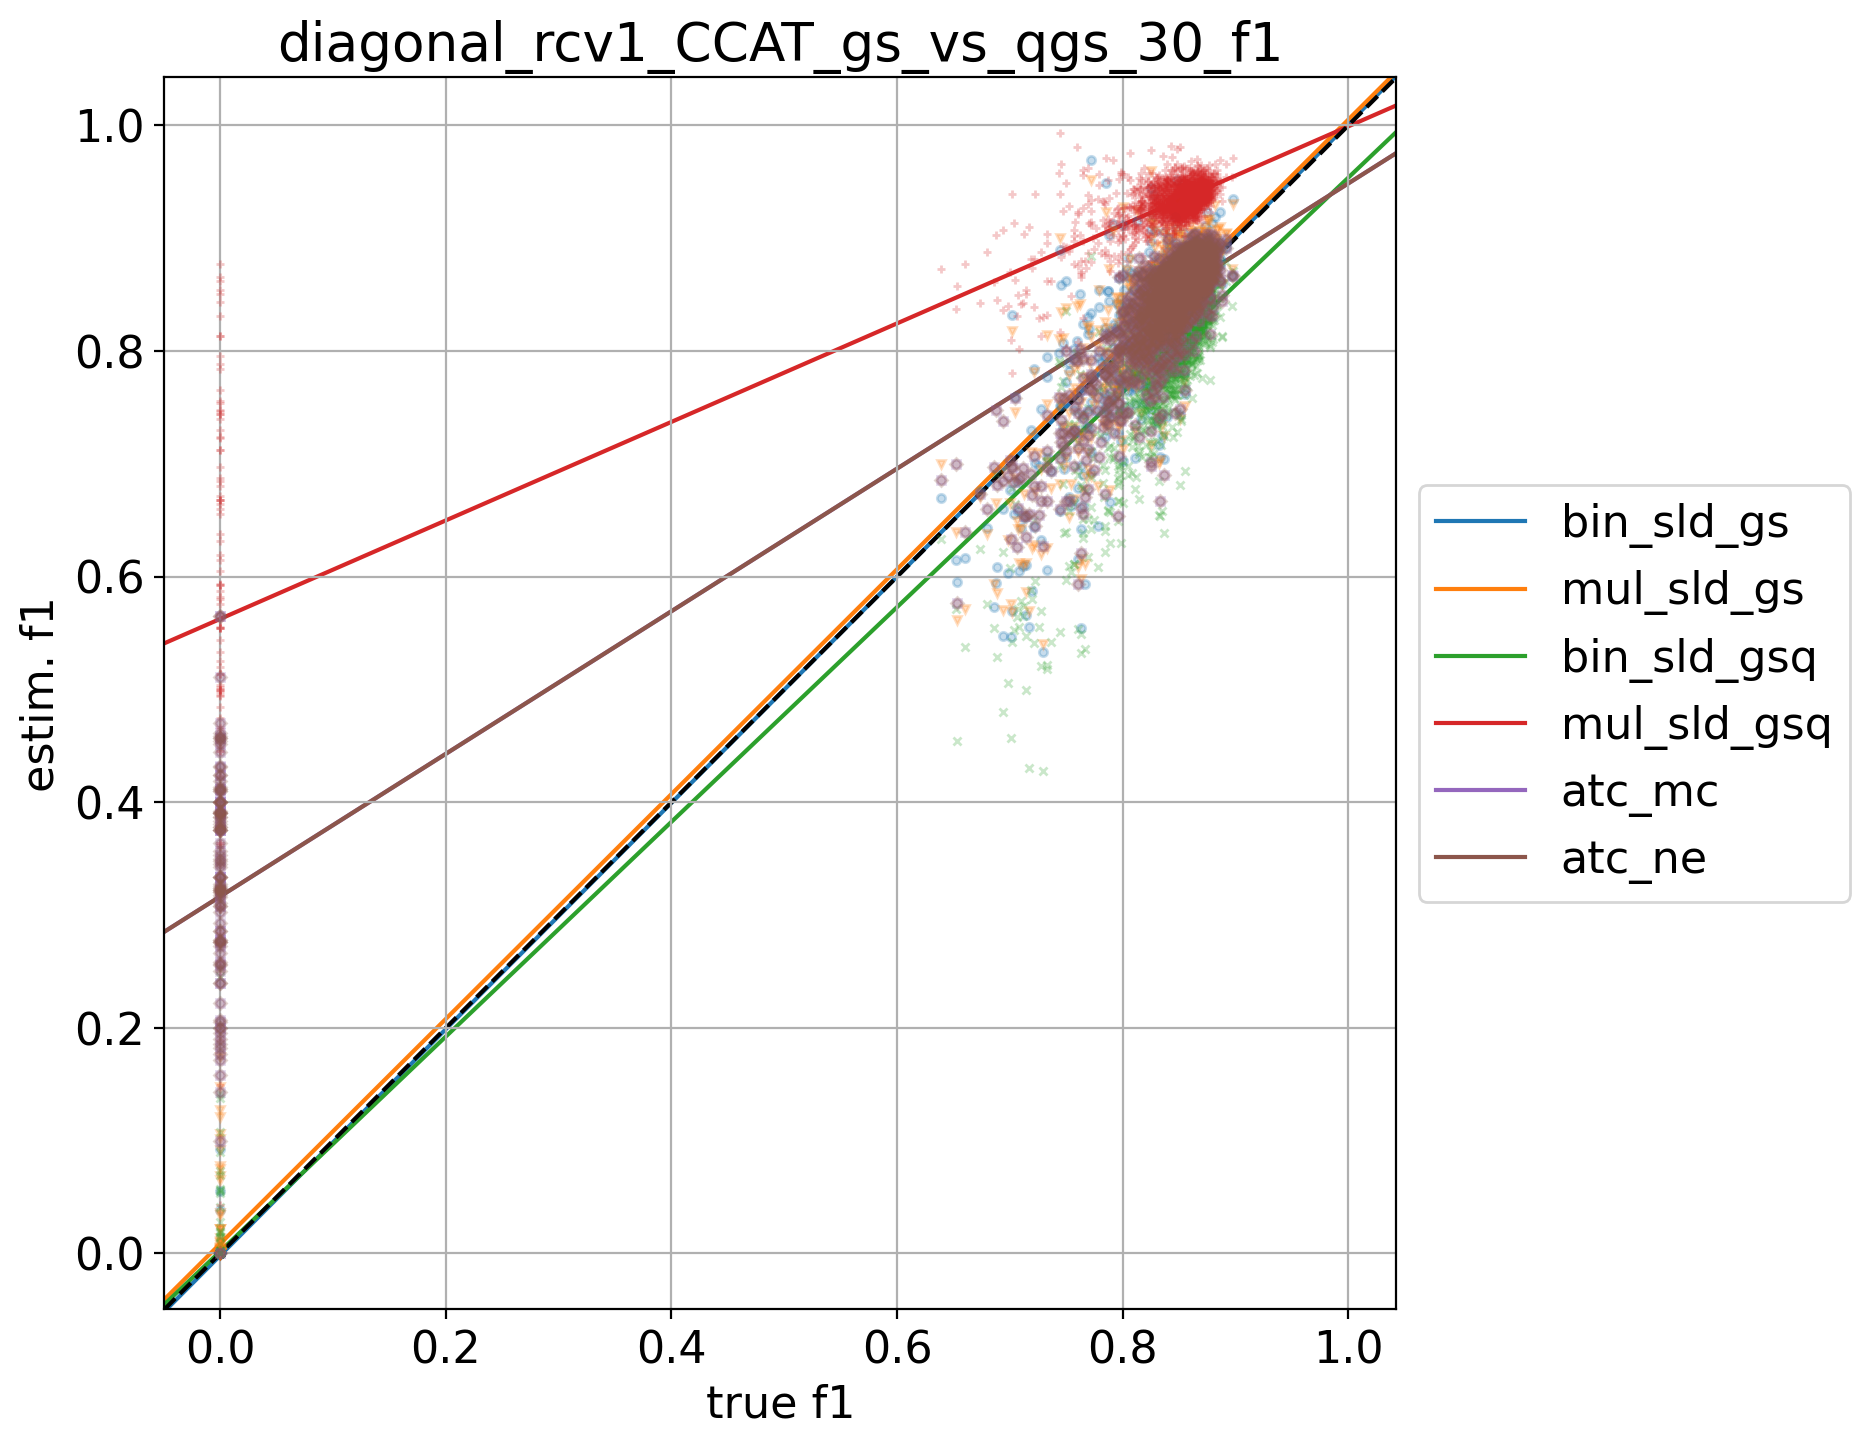 diagonal_rcv1_CCAT_gs_vs_qgs_30_f1
1.0
0.8
0.6
0.4
0.2
0.0
estim. f1
0.0 0.2 0.4 0.6 0.8 1.0
true f1
bin_sld_gs
mul_sld_gs
bin_sld_gsq
mul_sld_gsq
atc_mc
atc_ne